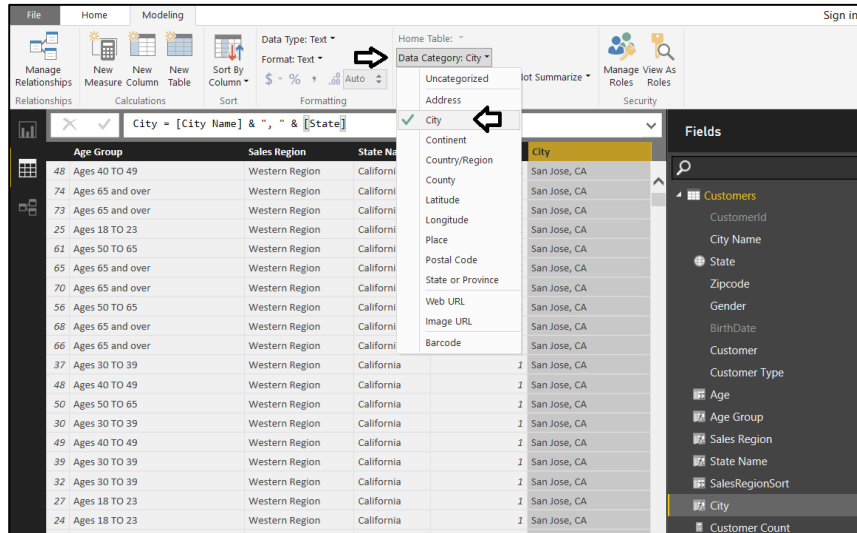 File Home Modeling Sign in
Manage Relationships
New Measure
New Column
New Table
Sort By Column
Data Type: Text
Format: Text
$ % , .00 Auto
Home Table:
Data Category: City
Not Summarize
Manage Roles
View As Roles
Relationships Calculations Sort Formatting Security
City = [City Name] & ", " & [State]
Uncategorized
Address
City
Continent
Country/Region
County
Latitude
Longitude
Place
Postal Code
State or Province
Web URL
Image URL
Barcode
Age Group Sales Region State Na City
48 Ages 40 TO 49 Western Region Californi San Jose, CA
74 Ages 65 and over Western Region Californi San Jose, CA
73 Ages 65 and over Western Region Californi San Jose, CA
25 Ages 18 TO 23 Western Region Californi San Jose, CA
61 Ages 50 TO 65 Western Region Californi San Jose, CA
65 Ages 65 and over Western Region Californi San Jose, CA
70 Ages 65 and over Western Region Californi San Jose, CA
56 Ages 50 TO 65 Western Region Californi San Jose, CA
68 Ages 65 and over Western Region Californi San Jose, CA
66 Ages 65 and over Western Region Californi San Jose, CA
37 Ages 30 TO 39 Western Region California 1 San Jose, CA
48 Ages 40 TO 49 Western Region California 1 San Jose, CA
50 Ages 50 TO 65 Western Region California 1 San Jose, CA
30 Ages 30 TO 39 Western Region California 1 San Jose, CA
49 Ages 40 TO 49 Western Region California 1 San Jose, CA
39 Ages 30 TO 39 Western Region California 1 San Jose, CA
32 Ages 30 TO 39 Western Region California 1 San Jose, CA
27 Ages 18 TO 23 Western Region California 1 San Jose, CA
24 Ages 18 TO 23 Western Region California 1 San Jose, CA
Fields
Customers
CustomerId
City Name
State
Zipcode
Gender
BirthDate
Customer
Customer Type
Age
Age Group
Sales Region
State Name
SalesRegionSort
City
Customer Count